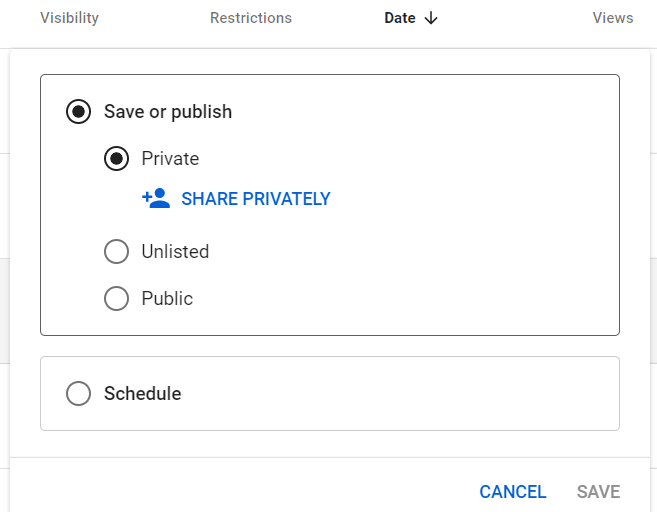 Visibility Restrictions Date Views
Save or publish
Private
SHARE PRIVATELY
Unlisted
Public
Schedule
CANCEL SAVE